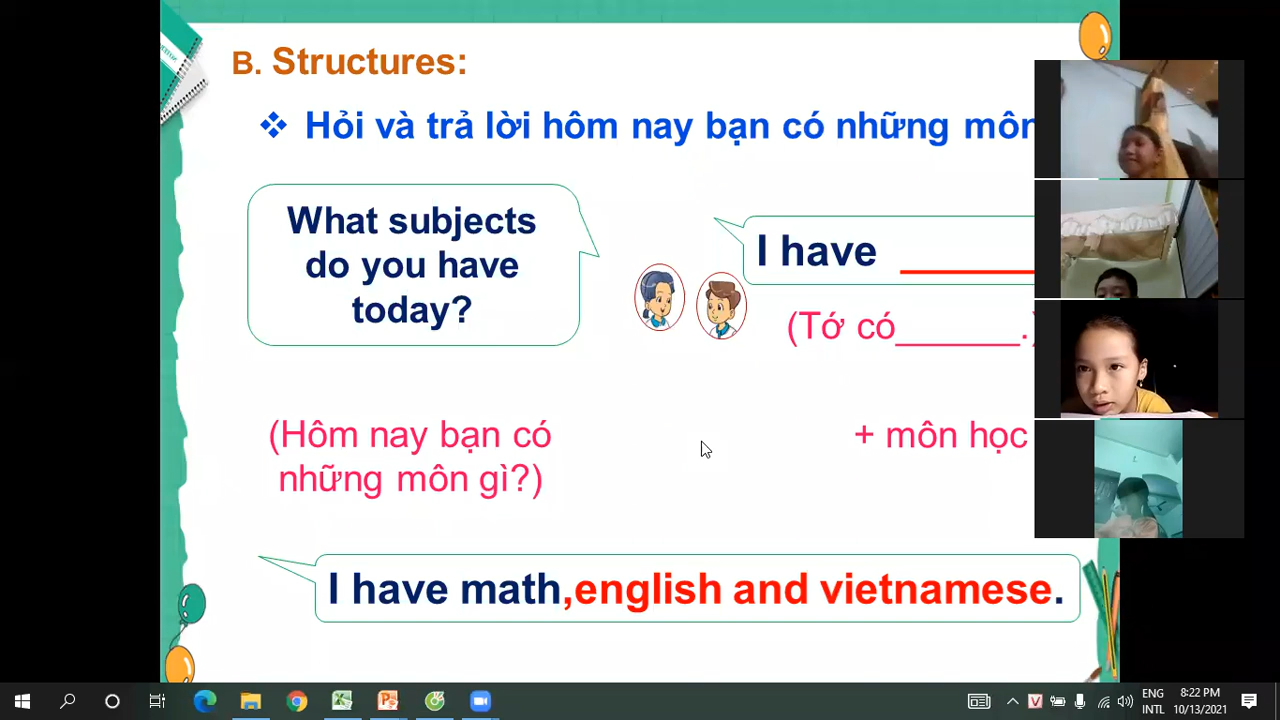 B. Structures:
❖ Hỏi và trả lời hôm nay bạn có những môn
What subjects
do you have
today?
I have ______
(Tớ có______.)
(Hôm nay bạn có
những môn gì?)
+ môn học
I have math,english and vietnamese.
V
ENG
INTL
8:22 PM
10/13/2021